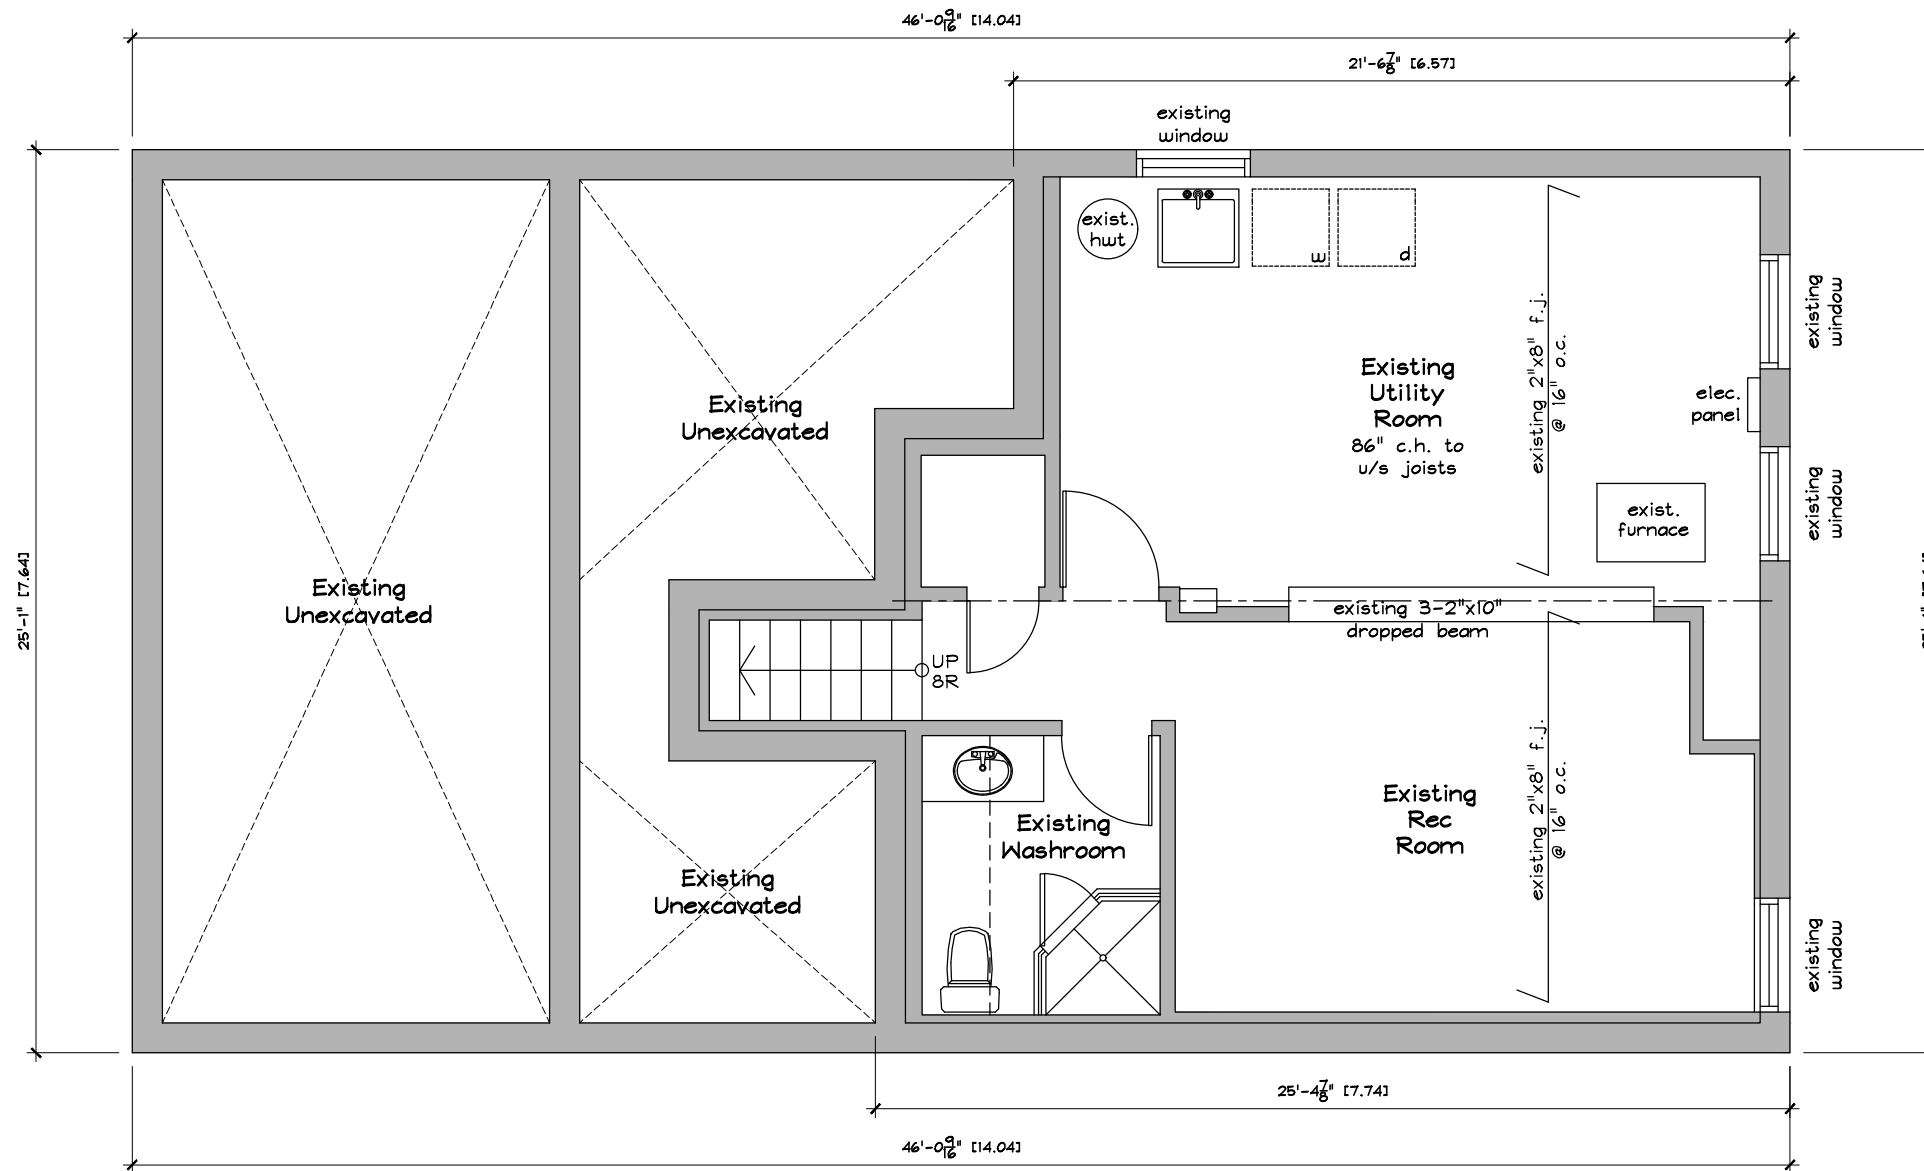 46'-0 9/16" [14.04]
21'-6 7/8" [6.57]
existing
window
exist.
hwt
w
d
existing 2"x8" f.j.
@ 16" o.c.
existing
window
Existing
Utility
Room
86" c.h. to
u/s joists
elec.
panel
Existing
Unexcavated
existing
window
exist.
furnace
25'-1" [7.64]
Existing
Unexcavated
existing 3-2"x10"
dropped beam
UP
8R
existing 2"x8" f.j.
@ 16" o.c.
Existing
Rec
Room
Existing
Washroom
Existing
Unexcavated
existing
window
25'-4 7/8" [7.74]
46'-0 9/16" [14.04]